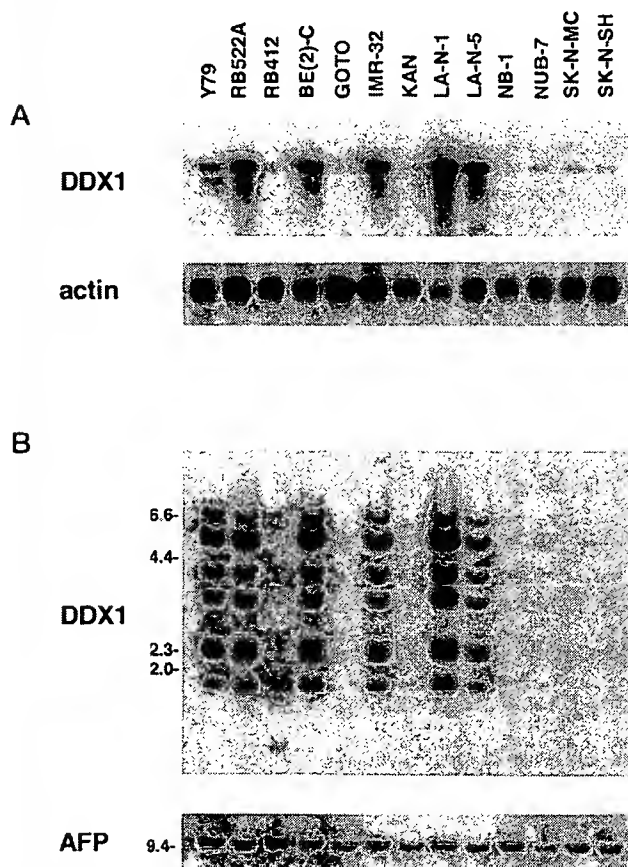 Y79
RB522A
RB412
BE(2)-C
GOTO
IMR-32
KAN
LA-N-1
LA-N-5
NB-1
NUB-7
SK-N-MC
SK-N-SH
A
DDX1
actin
B
6.6-
4.4-
DDX1
2.3-
2.0-
AFP
9.4-